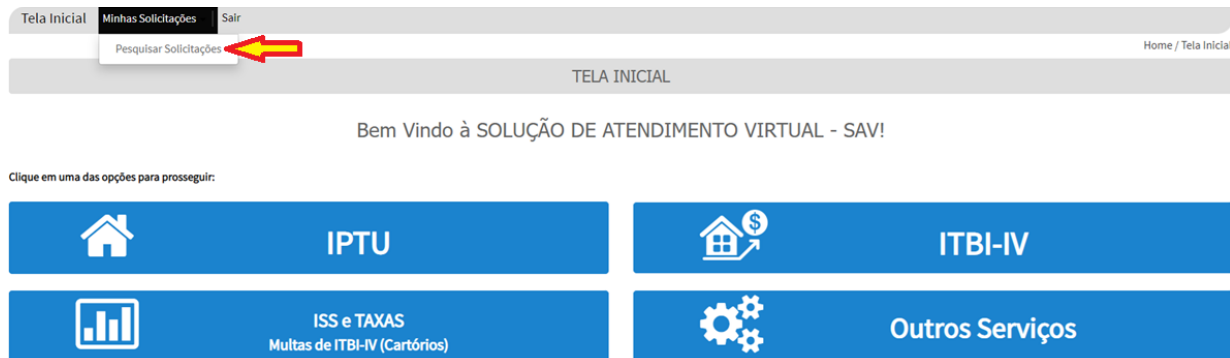 Tela Inicial Minhas Solicitações Sair
Pesquisar Solicitações
Home / Tela Inicial
TELA INICIAL
Bem Vindo à SOLUÇÃO DE ATENDIMENTO VIRTUAL - SAV!
Clique em uma das opções para prosseguir:
IPTU
$
ITBI-IV
ISS e TAXAS
Multas de ITBI-IV (Cartórios)
Outros Serviços